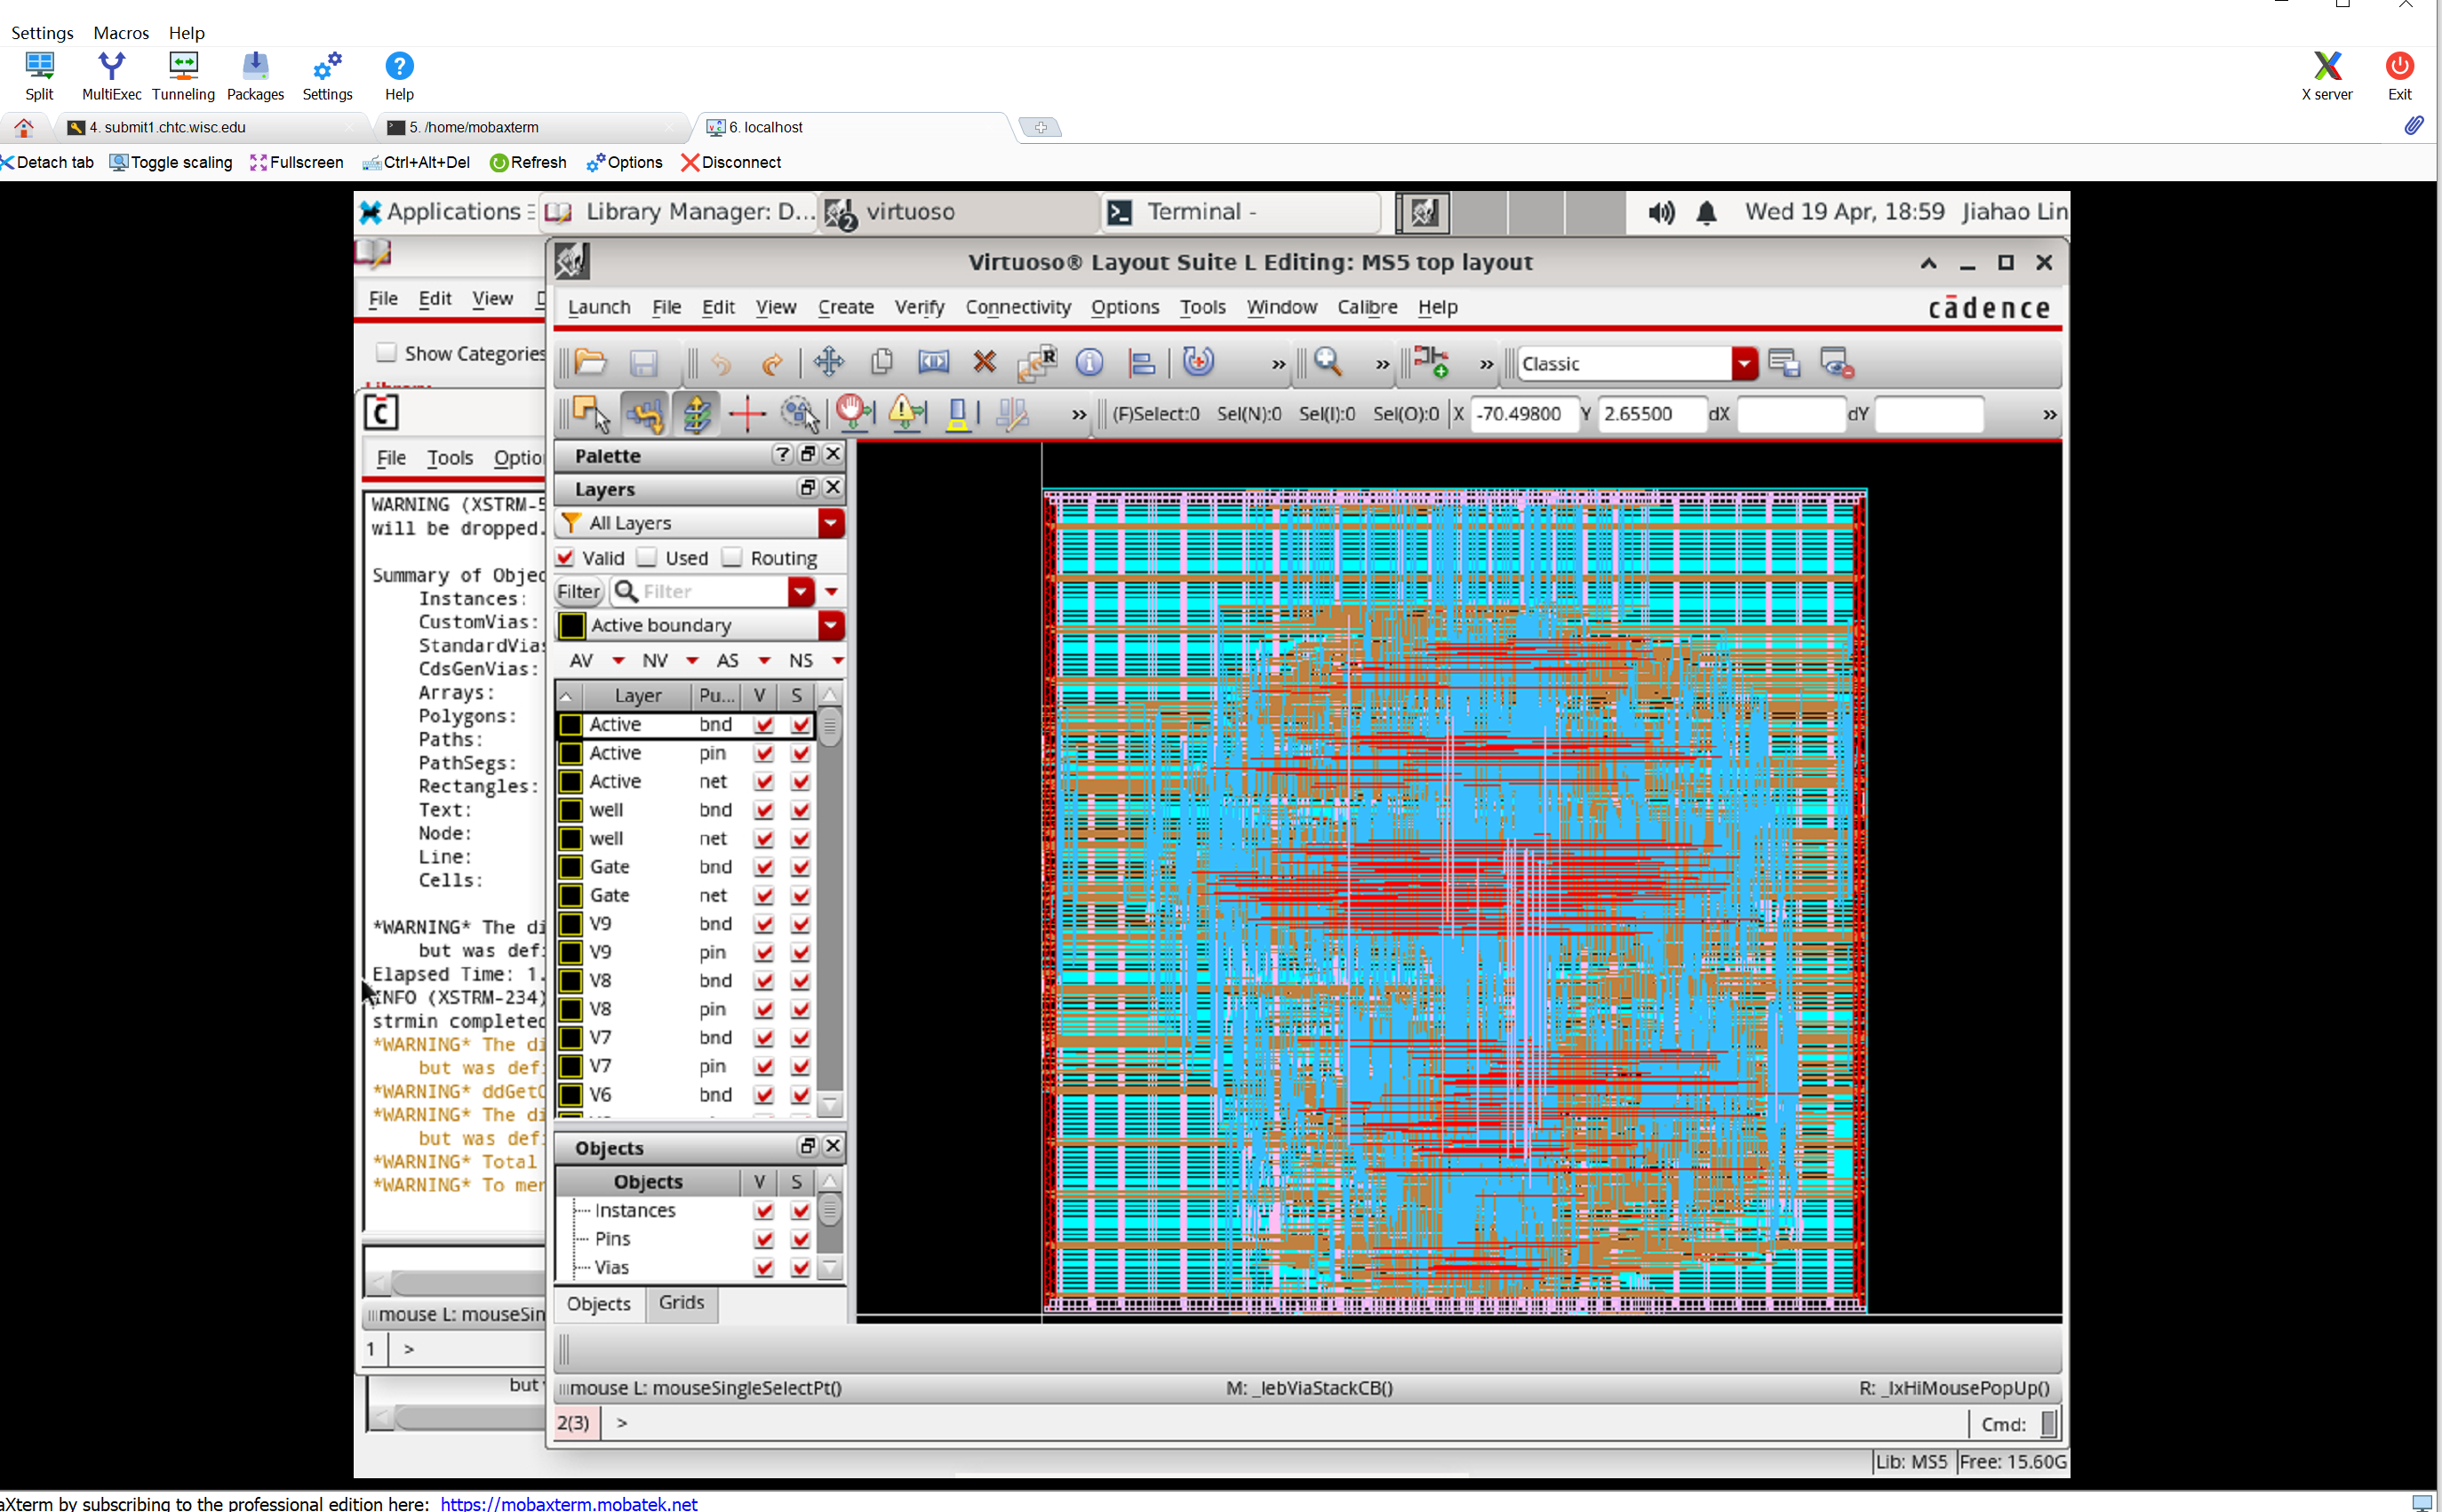 Settings Macros Help
Split MultiExec Tunneling Packages Settings Help X server Exit
4. submit1.chtc.wisc.edu 5. /home/mobaxterm 6. localhost
Detach tab Toggle scaling Fullscreen Ctrl+Alt+Del Refresh Options Disconnect
Applications Library Manager: D... virtuoso Terminal - Wed 19 Apr, 18:59 Jiahao Lin
Virtuoso® Layout Suite L Editing: MS5 top layout
File Edit View
Launch File Edit View Create Verify Connectivity Options Tools Window Calibre Help cādence
Show Categories
Classic
(F)Select:0 Sel(N):0 Sel(I):0 Sel(O):0 X -70.49800 Y 2.65500 dX dY
File Tools Optio
WARNING (XSTRM-5
will be dropped.
Summary of Objec
Instances:
CustomVias:
StandardVias
CdsGenVias:
Arrays:
Polygons:
Paths:
PathSegs:
Rectangles:
Text:
Node:
Line:
Cells:
*WARNING* The di
but was defi
Elapsed Time: 1.
INFO (XSTRM-234)
strmin completed
*WARNING* The di
but was defi
*WARNING* ddGetO
*WARNING* The di
but was defi
*WARNING* Total
*WARNING* To mer
mouse L: mouseSin
1 >
but
Palette
Layers
All Layers
Valid Used Routing
Filter Filter
Active boundary
AV NV AS NS
Layer Pu... V S
Active bnd
Active pin
Active net
well bnd
well net
Gate bnd
Gate net
V9 bnd
V9 pin
V8 bnd
V8 pin
V7 bnd
V7 pin
V6 bnd
Objects
Objects V S
Instances
Pins
Vias
Objects Grids
mouse L: mouseSingleSelectPt() M: _lebViaStackCB() R: _lxHiMousePopUp()
2(3) > Cmd:
Lib: MS5 Free: 15.60G
aXterm by subscribing to the professional edition here: https://mobaxterm.mobatek.net